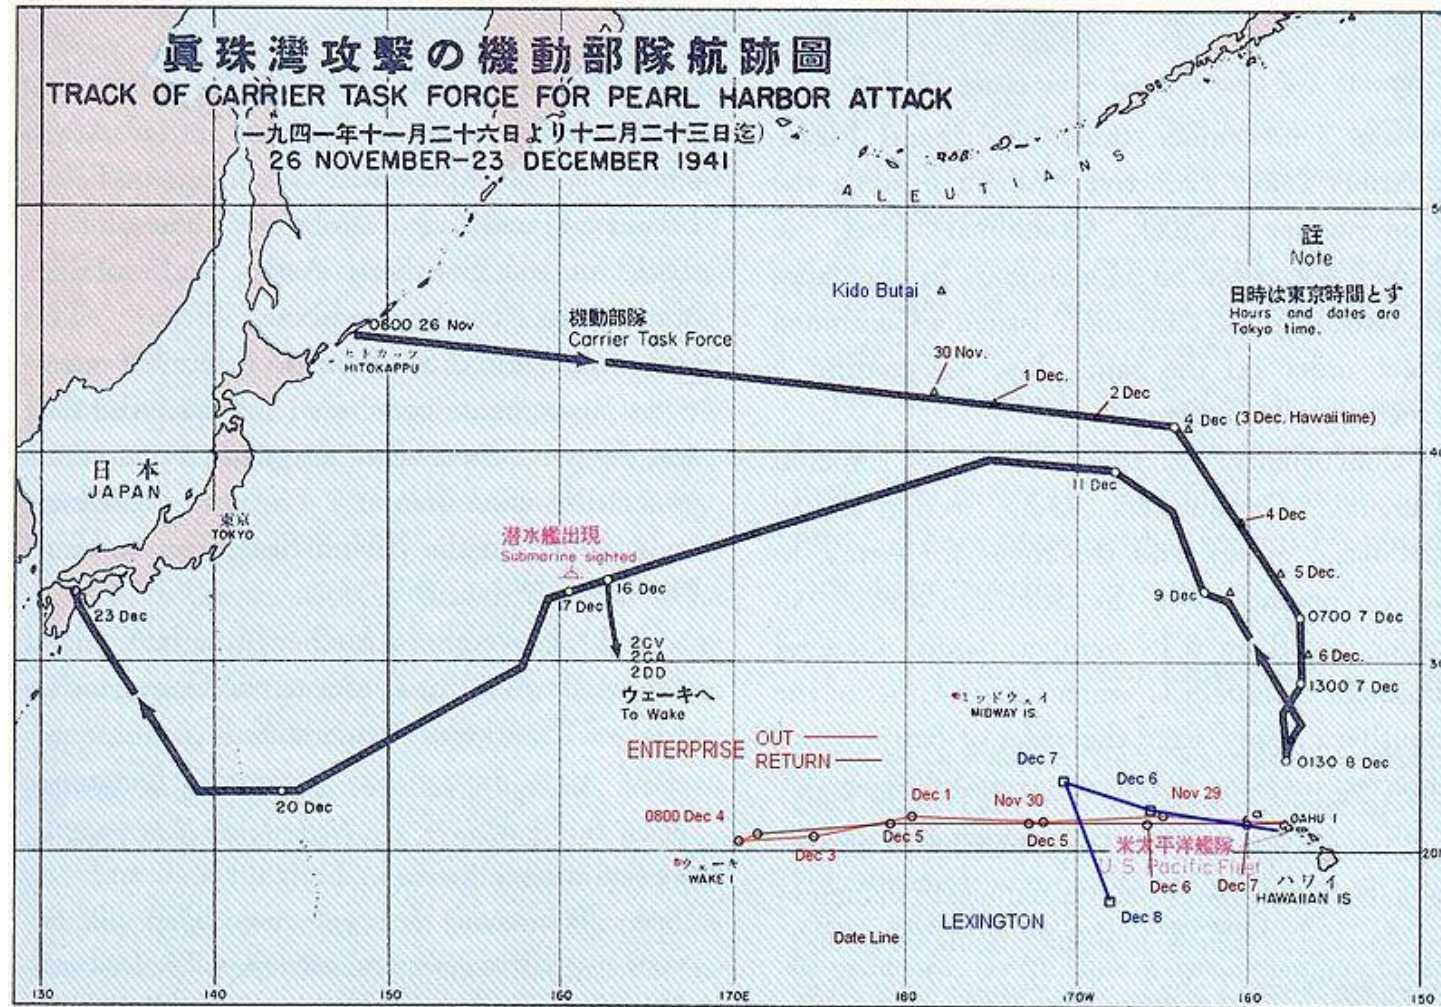 眞珠灣攻擊の機動部隊航跡圖
TRACK OF CARRIER TASK FORCE FOR PEARL HARBOR ATTACK
(一九四一年十一月二十六日より十二月二十三日迄)
26 NOVEMBER-23 DECEMBER 1941
ALEUTIANS
註
Note
日時は東京時間とす
Hours and dates are
Tokyo time.
Kido Butai
0600 26 Nov
ヒトカップ
HITOKAPPU
機動部隊
Carrier Task Force
30 Nov.
1 Dec.
2 Dec
4 Dec (3 Dec. Hawaii time)
日本
JAPAN
東京
TOKYO
11 Dec
4 Dec
潜水艦出現
Submarine sighted
5 Dec.
16 Dec
17 Dec
9 Dec
23 Dec
0700 7 Dec
2CV
2CA
2DD
6 Dec.
1300 7 Dec
ウェーキへ
To Wake
ミッドウェイ
MIDWAY IS.
ENTERPRISE
OUT
RETURN
Dec 7
0130 8 Dec
Dec 6
20 Dec
Dec 1
Nov 30
Nov 29
0800 Dec 4
OAHU I
Dec 3
Dec 5
Dec 5
米太平洋艦隊
U.S. Pacific Fleet
ウェーキ
WAKE I
Dec 6
Dec 7
ハワイ
HAWAIIAN IS
Dec 8
LEXINGTON
Date Line
130
140
150
160
170E
180
170W
160
150
20N